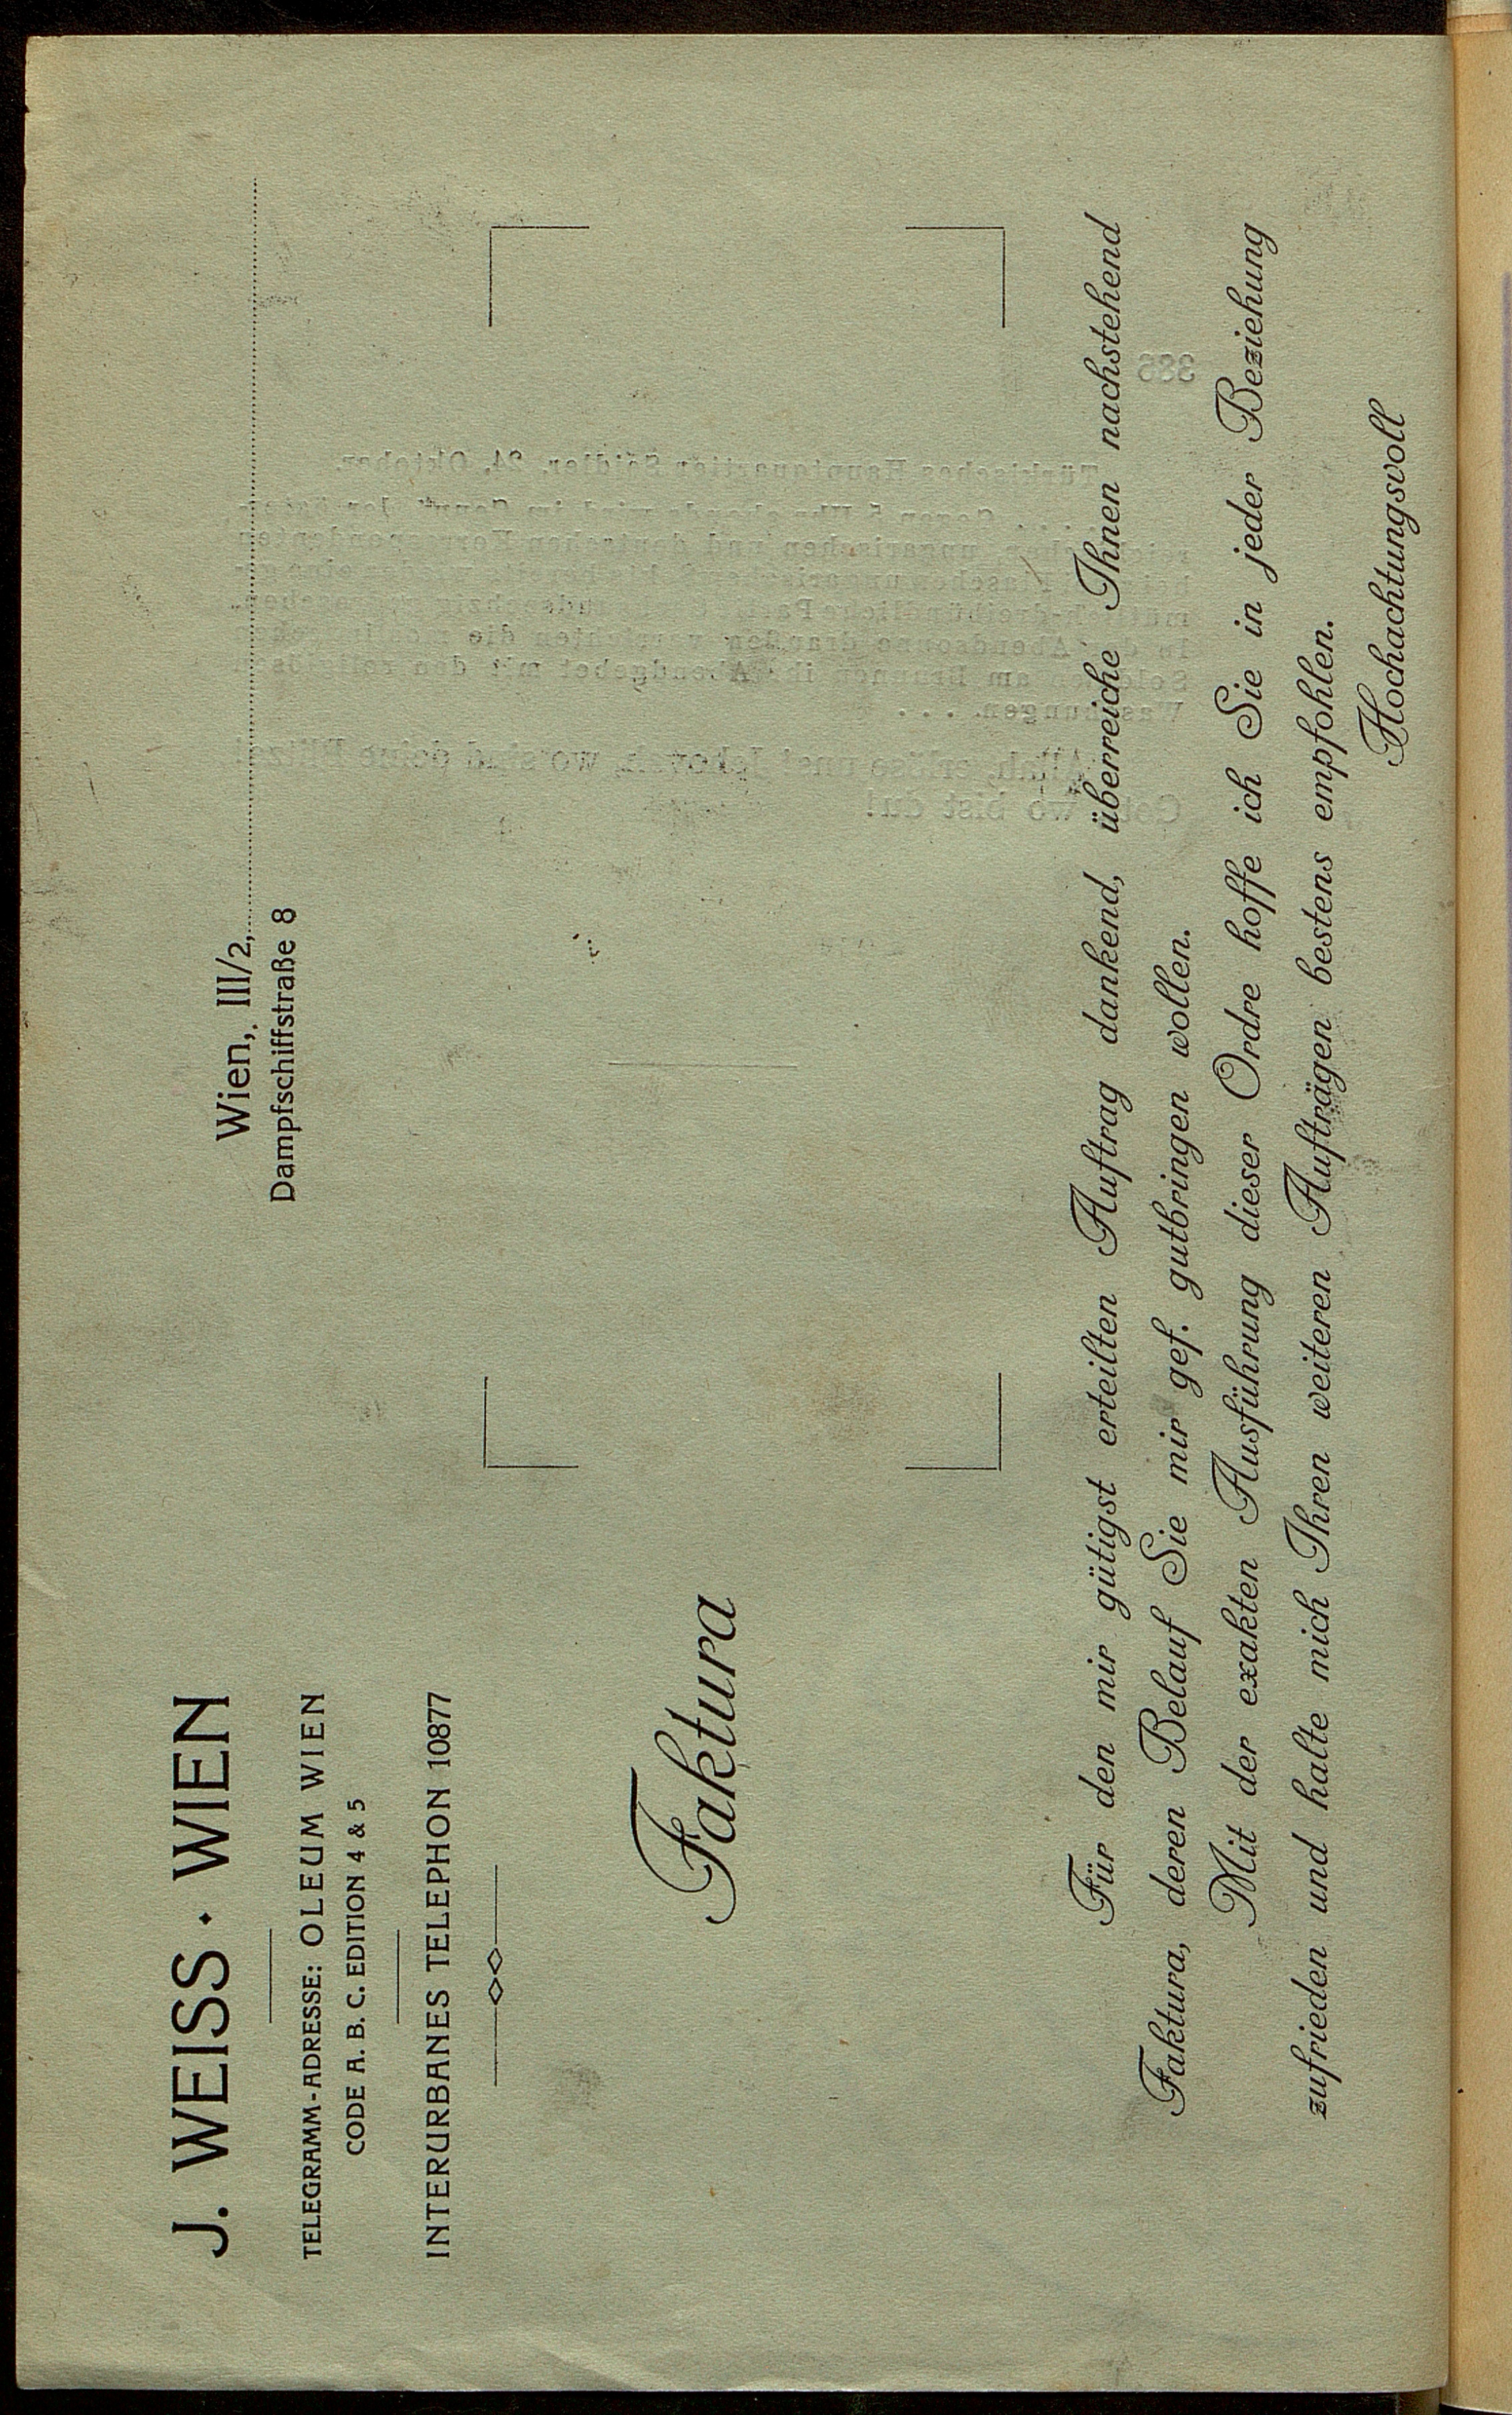 J. WEISS · WIEN
TELEGRAMM-ADRESSE: OLEUM WIEN
CODE A. B. C. EDITION 4 & 5
INTERURBANES TELEPHON 10877
Wien, III/2,
Dampfschiffstraße 8
Faktura
Für den mir gütigst erteilten Auftrag dankend, überreiche Ihnen nachstehend
Faktura, deren Belauf Sie mir gef. gutbringen wollen.
Mit der exakten Ausführung dieser Ordre hoffe ich Sie in jeder Beziehung
zufrieden und halte mich Ihren weiteren Aufträgen bestens empfohlen.
Hochachtungsvoll